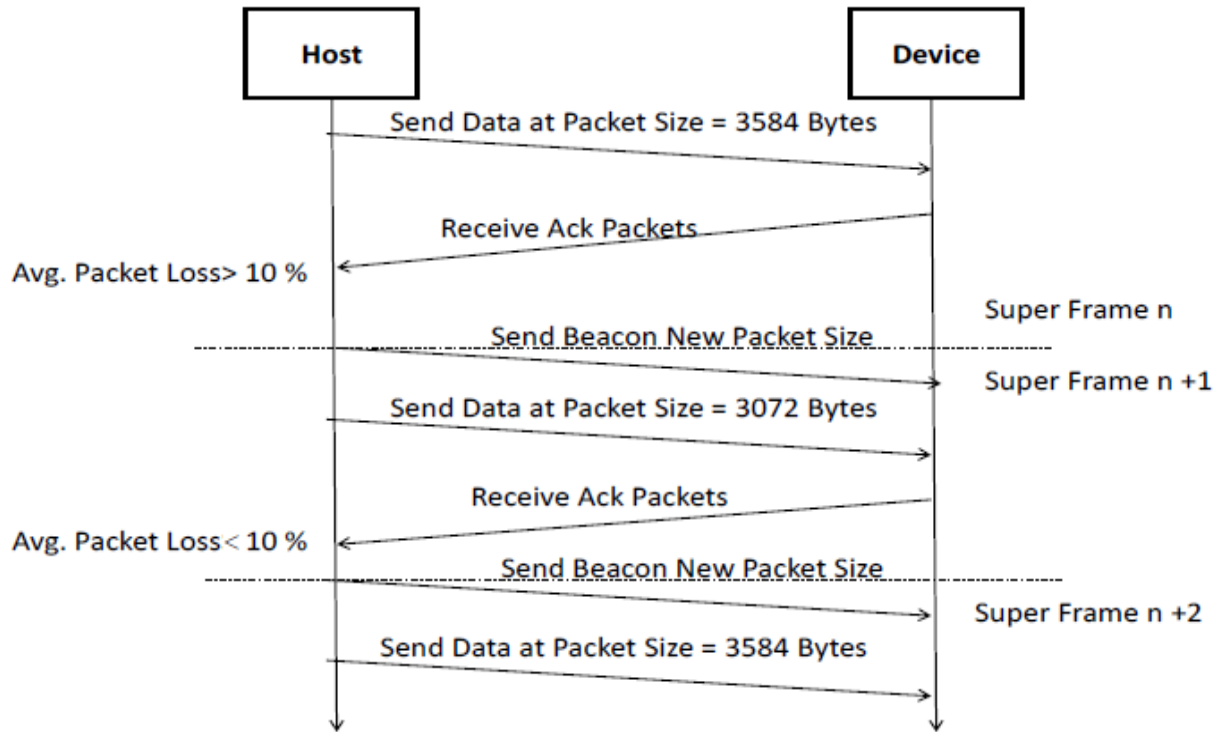 Host
Device
Send Data at Packet Size = 3584 Bytes
Receive Ack Packets
Avg. Packet Loss> 10 %
Super Frame n
Send Beacon New Packet Size
Super Frame n +1
Send Data at Packet Size = 3072 Bytes
Receive Ack Packets
Avg. Packet Loss< 10 %
Send Beacon New Packet Size
Super Frame n +2
Send Data at Packet Size = 3584 Bytes